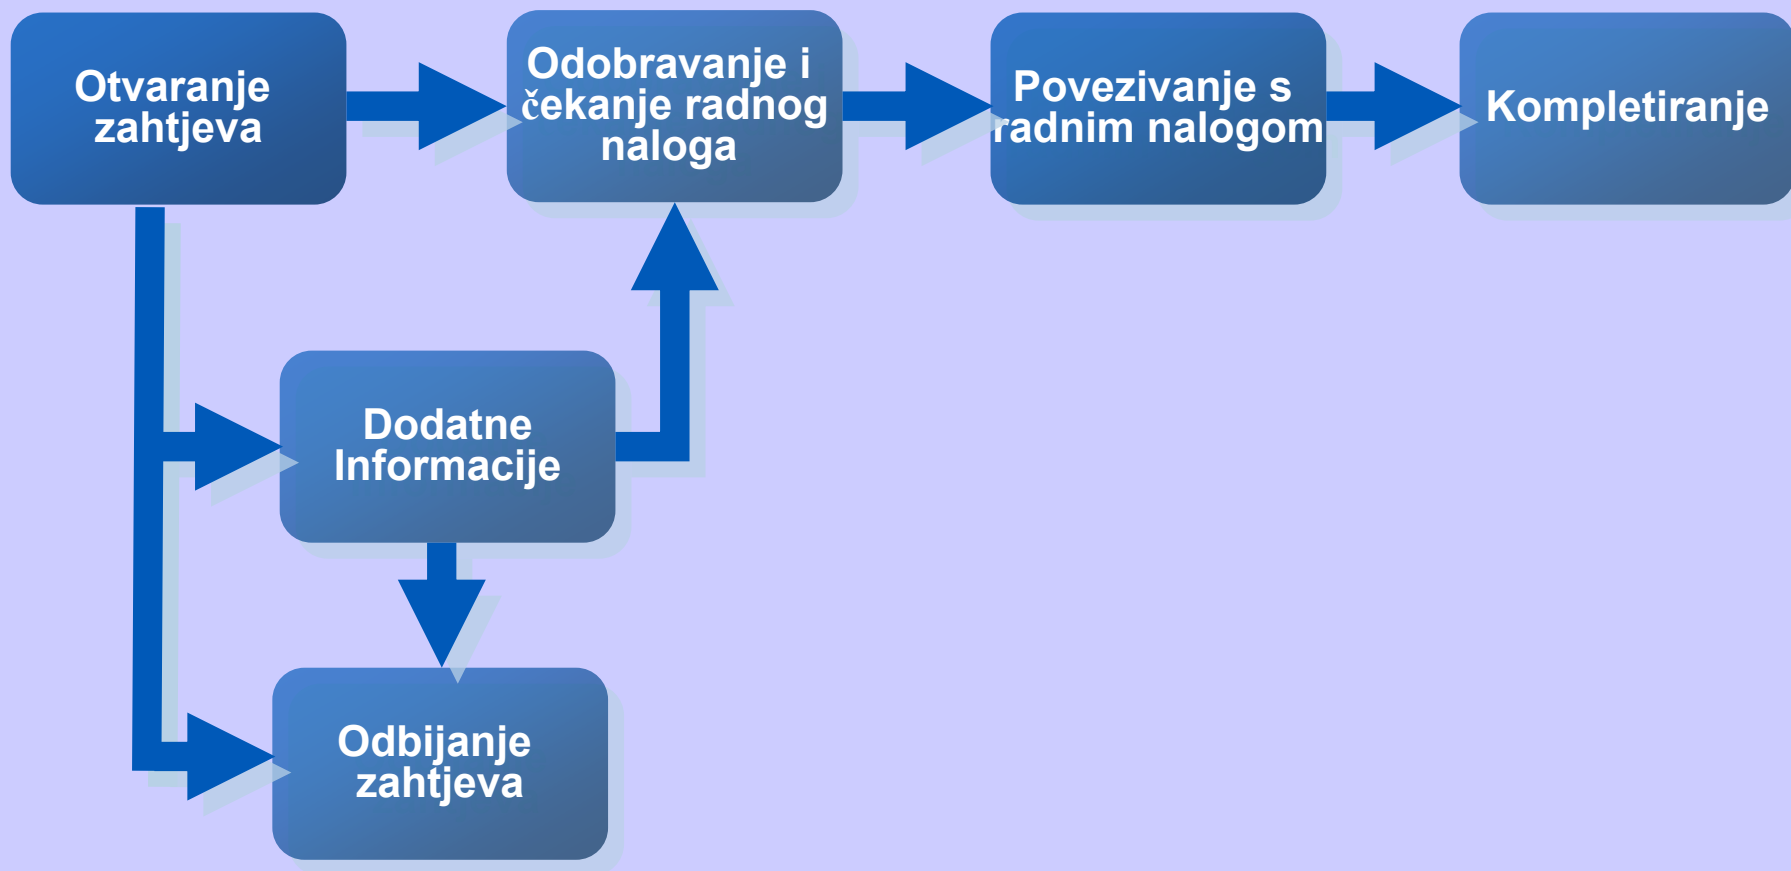 Otvaranje
zahtjeva
Odobravanje i
čekanje radnog
naloga
Povezivanje s
radnim nalogom
Kompletiranje
Dodatne
Informacije
Odbijanje
zahtjeva